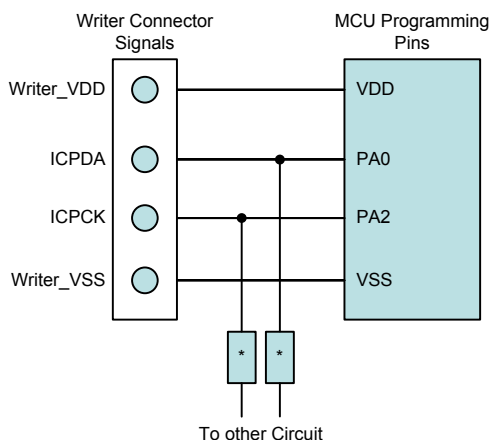 Writer Connector
Signals
MCU Programming
Pins
Writer_VDD
VDD
ICPDA
PA0
ICPCK
PA2
Writer_VSS
VSS
*
*
To other Circuit